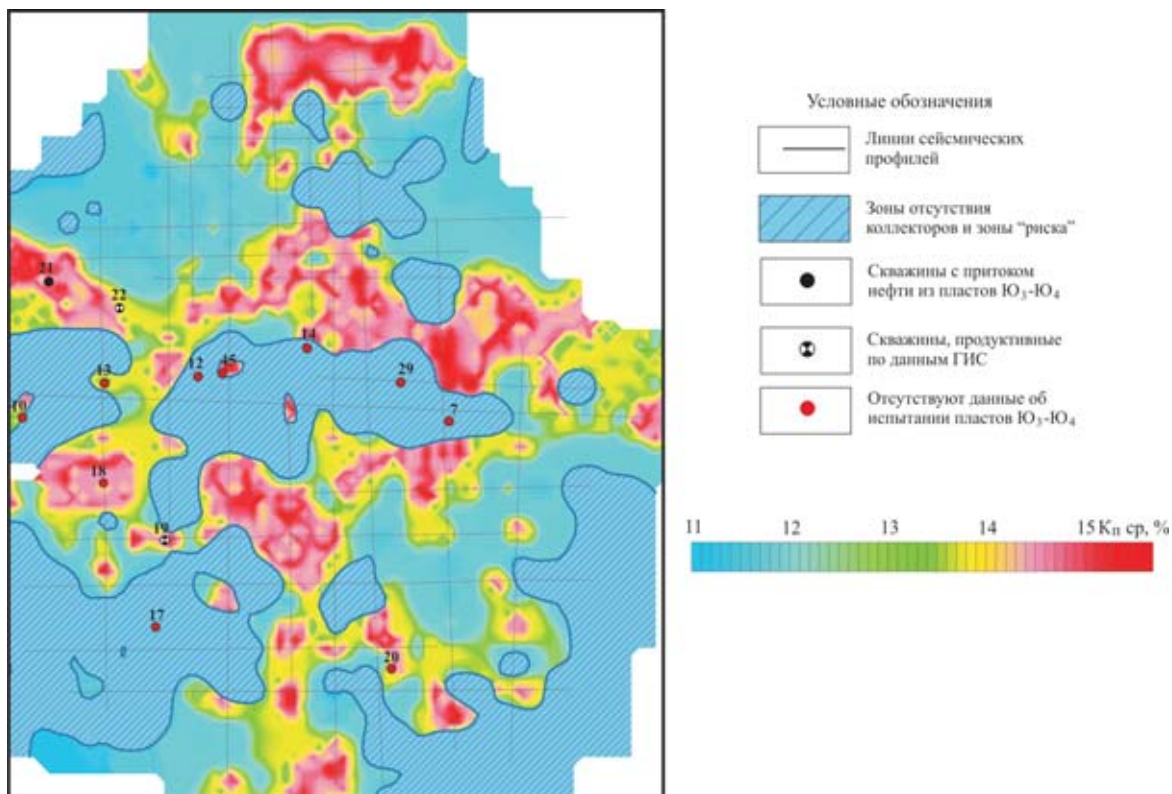 Условные обозначения
Линии сейсмических
профилей
Зоны отсутствия
коллекторов и зоны “риска”
Скважины с притоком
нефти из пластов Ю₃-Ю₄
Скважины, продуктивные
по данным ГИС
Отсутствуют данные об
испытании пластов Ю₃-Ю₄
11 12 13 14 15 Кп ср, %
21
22
14
12
13
29
7
18
19
17
20